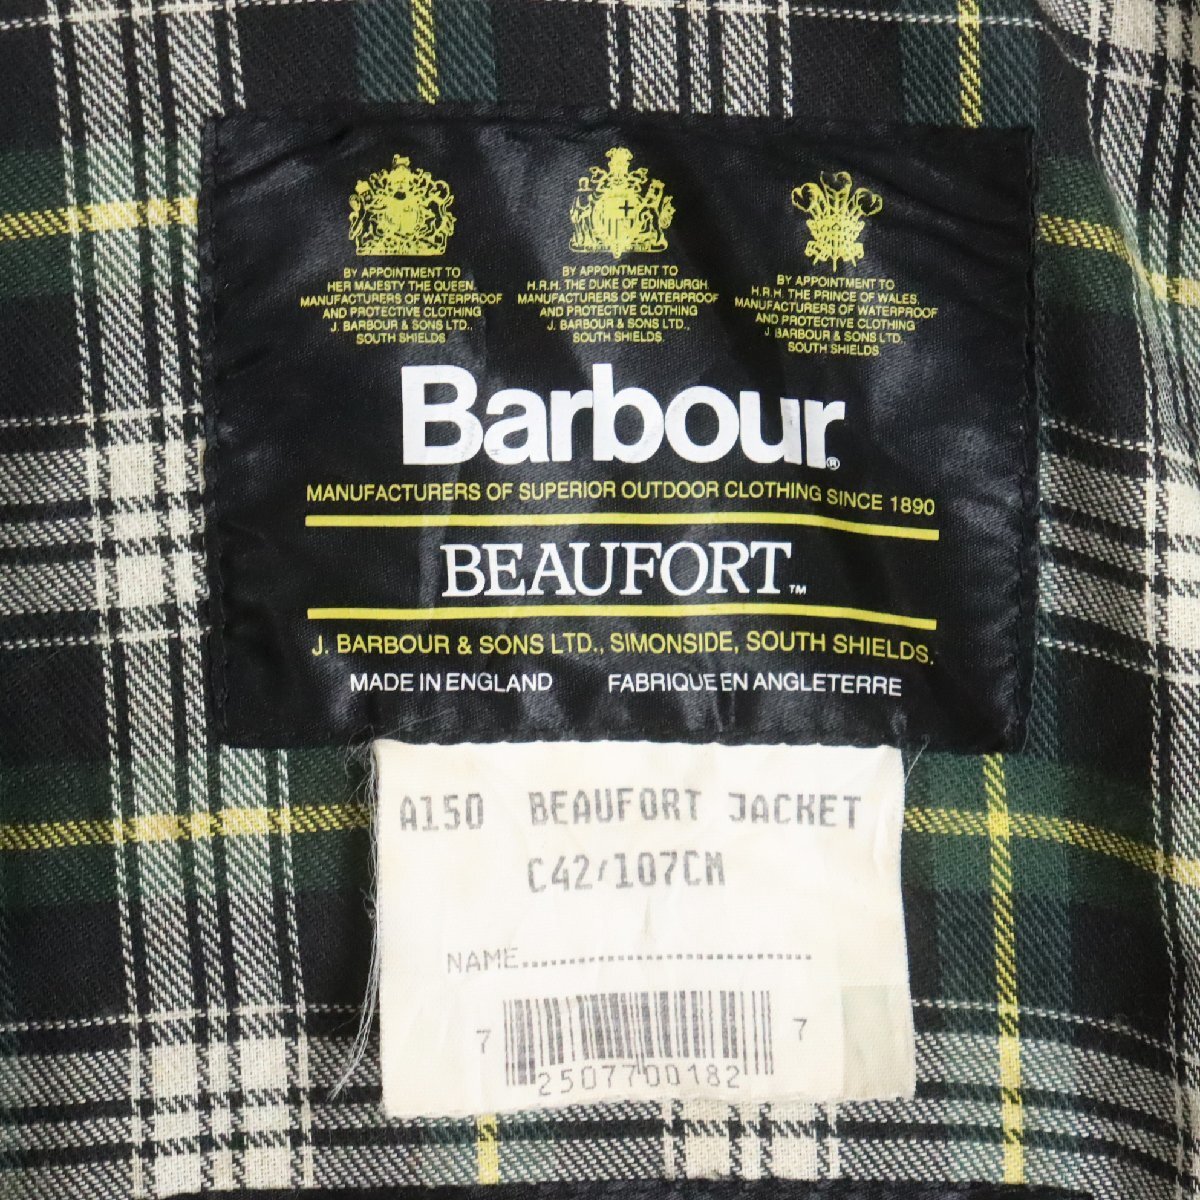 BY APPOINTMENT TO
HER MAJESTY THE QUEEN.
MANUFACTURERS OF WATERPROOF
AND PROTECTIVE CLOTHING
J. BARBOUR & SONS LTD.,
SOUTH SHIELDS
BY APPOINTMENT TO
H.R.H. THE DUKE OF EDINBURGH
MANUFACTURERS OF WATERPROOF
AND PROTECTIVE CLOTHING
J. BARBOUR & SONS LTD.,
SOUTH SHIELDS.
BY APPOINTMENT TO
H.R.H. THE PRINCE OF WALES.
MANUFACTURERS OF WATERPROOF
AND PROTECTIVE CLOTHING
J. BARBOUR & SONS LTD.,
SOUTH SHIELDS.
Barbour®
MANUFACTURERS OF SUPERIOR OUTDOOR CLOTHING SINCE 1890
BEAUFORT™
J. BARBOUR & SONS LTD., SIMONSIDE, SOUTH SHIELDS.
MADE IN ENGLAND FABRIQUE EN ANGLETERRE
A150 BEAUFORT JACKET
C42/107CM
NAME..............................
7 2507700182 7